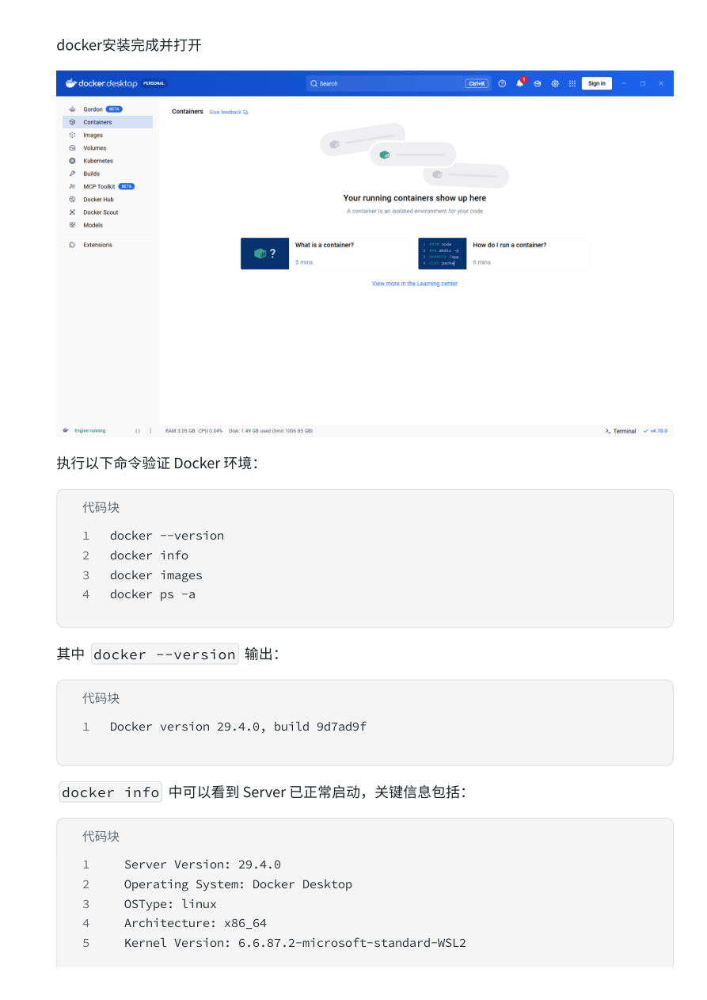 docker安装完成并打开
docker.desktop PERSONAL
Search Ctrl+K 1 Sign in
Gordon BETA
Containers
Images
Volumes
Kubernetes
Builds
MCP Toolkit BETA
Docker Hub
Docker Scout
Models
Extensions
Containers Give feedback
Your running containers show up here
A container is an isolated environment for your code
What is a container?
5 mins
1 FROM node
2 RUN mkdir -p
3 WORKDIR /app
4 COPY packa
How do I run a container?
6 mins
View more in the Learning center
Engine running RAM 3.05 GB CPU 0.04% Disk: 1.49 GB used (limit 1006.85 GB) Terminal v4.70.0
执行以下命令验证 Docker 环境：
代码块
1 docker --version
2 docker info
3 docker images
4 docker ps -a
其中 docker --version 输出：
代码块
1 Docker version 29.4.0, build 9d7ad9f
docker info 中可以看到 Server 已正常启动，关键信息包括：
代码块
1 Server Version: 29.4.0
2 Operating System: Docker Desktop
3 OSType: linux
4 Architecture: x86_64
5 Kernel Version: 6.6.87.2-microsoft-standard-WSL2